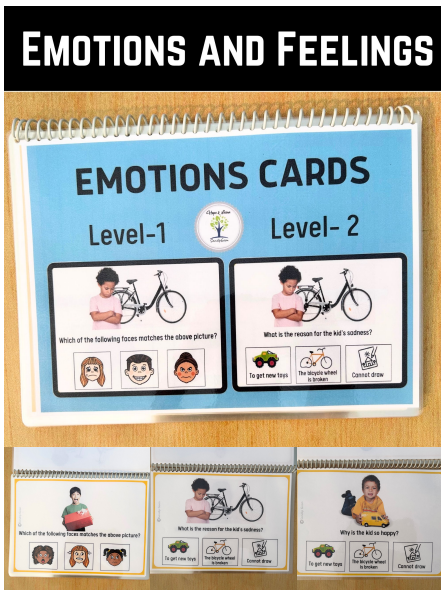 EMOTIONS AND FEELINGS
EMOTIONS CARDS
Level-1
Level- 2
Which of the following faces matches the above picture?
What is the reason for the kid's sadness?
To get new toys
The bicycle wheel
is broken
Cannot draw
Which of the following faces matches the above picture?
What is the reason for the kid's sadness?
To get new toys
The bicycle wheel
is broken
Cannot draw
Why is the kid so happy?
To get new toys
The bicycle wheel
is broken
Cannot draw